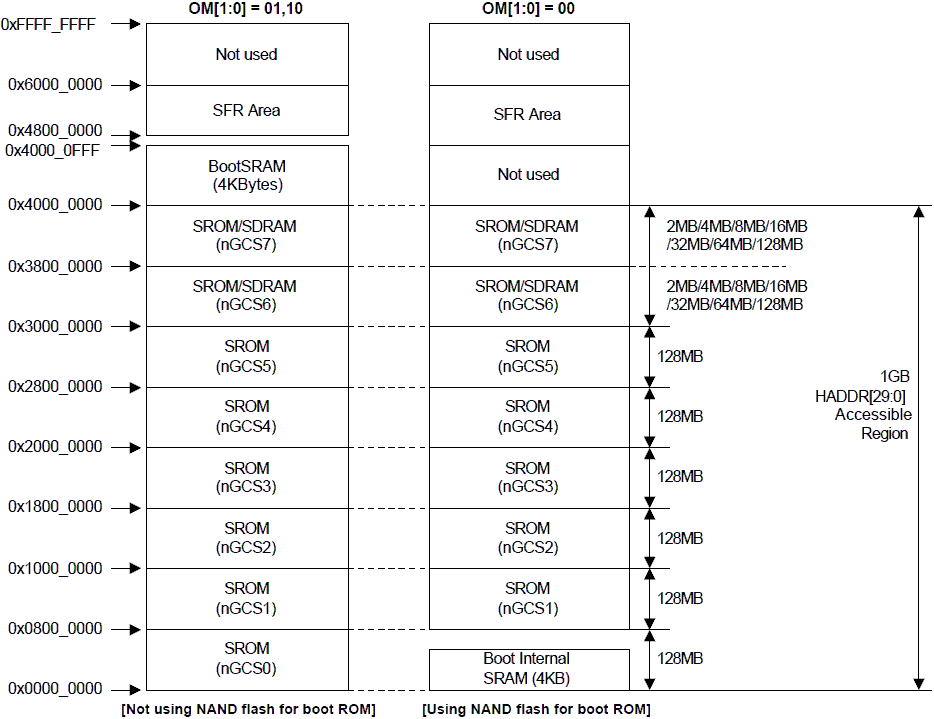 OM[1:0] = 01,10 OM[1:0] = 00
0xFFFF_FFFF
Not used Not used
0x6000_0000
SFR Area SFR Area
0x4800_0000
0x4000_0FFF
BootSRAM
(4KBytes)
Not used
0x4000_0000
SROM/SDRAM
(nGCS7)
SROM/SDRAM
(nGCS7)
2MB/4MB/8MB/16MB
/32MB/64MB/128MB
0x3800_0000
SROM/SDRAM
(nGCS6)
SROM/SDRAM
(nGCS6)
2MB/4MB/8MB/16MB
/32MB/64MB/128MB
0x3000_0000
SROM
(nGCS5)
SROM
(nGCS5)
128MB
0x2800_0000
SROM
(nGCS4)
SROM
(nGCS4)
128MB
1GB
HADDR[29:0]
Accessible
Region
0x2000_0000
SROM
(nGCS3)
SROM
(nGCS3)
128MB
0x1800_0000
SROM
(nGCS2)
SROM
(nGCS2)
128MB
0x1000_0000
SROM
(nGCS1)
SROM
(nGCS1)
128MB
0x0800_0000
SROM
(nGCS0)
Boot Internal
SRAM (4KB)
128MB
0x0000_0000
[Not using NAND flash for boot ROM] [Using NAND flash for boot ROM]